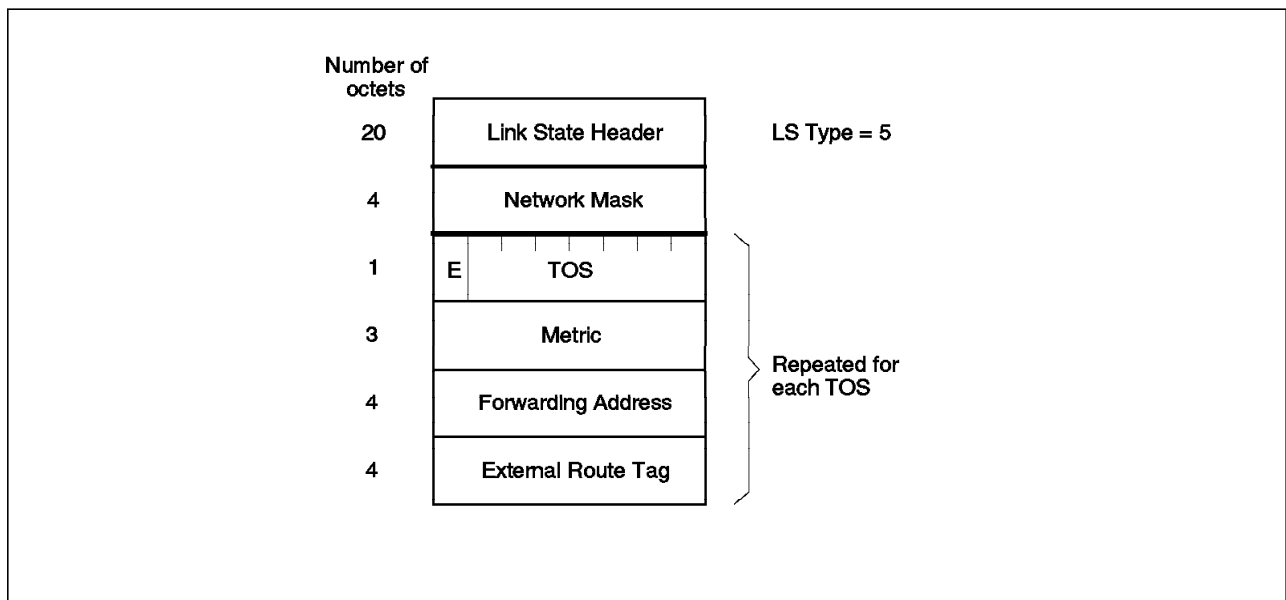 Number of
octets
20 Link State Header LS Type = 5
4 Network Mask
1 E TOS
3 Metric
4 Forwarding Address
4 External Route Tag
Repeated for
each TOS